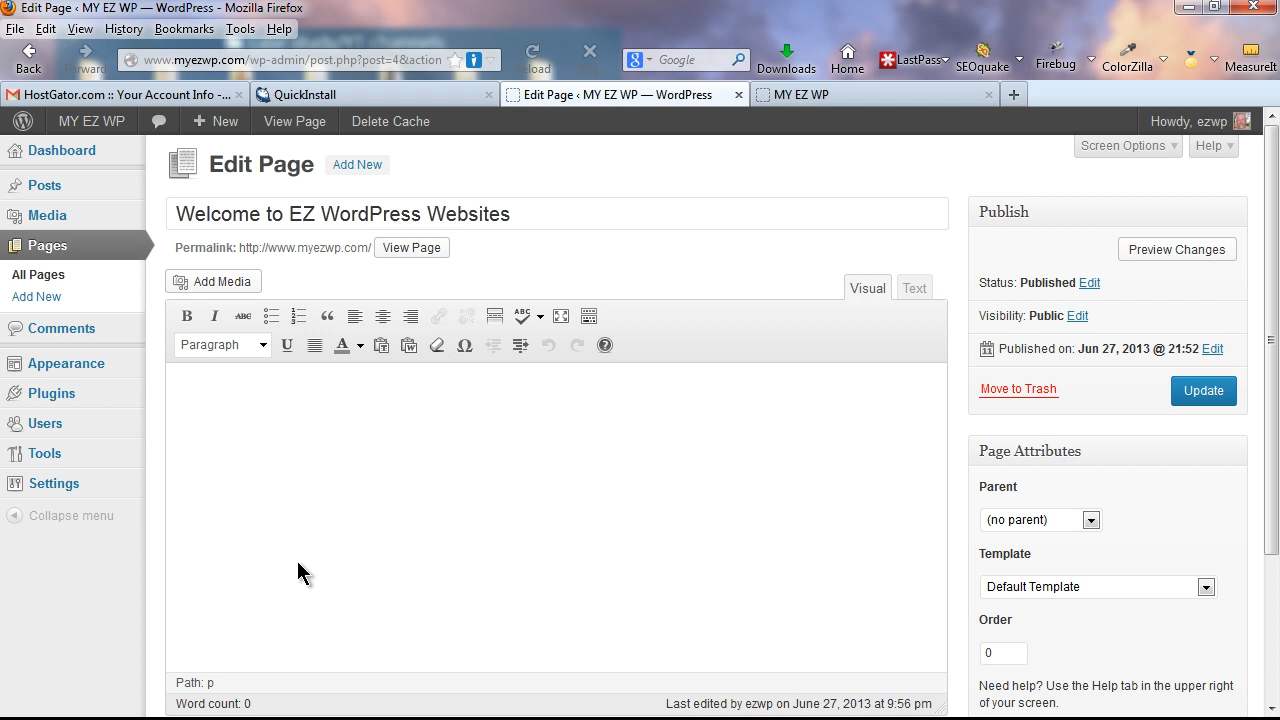 Edit Page ‹ MY EZ WP — WordPress - Mozilla Firefox
File Edit View History Bookmarks Tools Help
Back Forward www.myezwp.com/wp-admin/post.php?post=4&action Reload Google Downloads Home LastPass SEOquake Firebug ColorZilla MeasureIt
HostGator.com :: Your Account Info -... QuickInstall Edit Page ‹ MY EZ WP — WordPress MY EZ WP
MY EZ WP New View Page Delete Cache Howdy, ezwp
Screen Options Help
Dashboard
Posts
Media
Pages
All Pages
Add New
Comments
Appearance
Plugins
Users
Tools
Settings
Collapse menu
Edit Page Add New
Welcome to EZ WordPress Websites
Permalink: http://www.myezwp.com/ View Page
Add Media
Visual Text
B I ABC ABC
Paragraph U A
Path: p
Word count: 0 Last edited by ezwp on June 27, 2013 at 9:56 pm
Publish
Preview Changes
Status: Published Edit
Visibility: Public Edit
Published on: Jun 27, 2013 @ 21:52 Edit
Move to Trash Update
Page Attributes
Parent
(no parent)
Template
Default Template
Order
0
Need help? Use the Help tab in the upper right
of your screen.